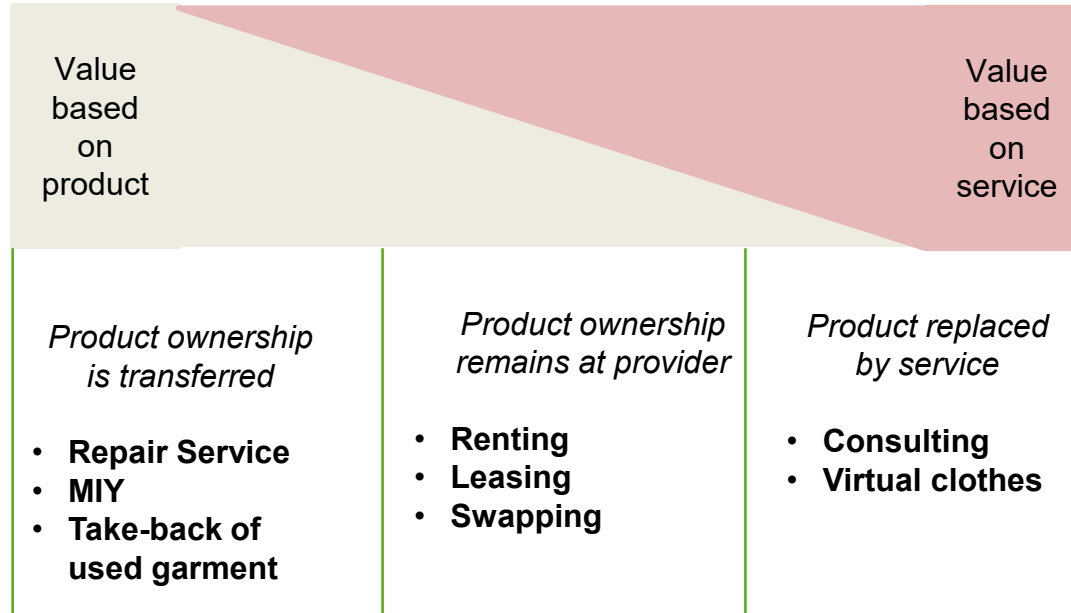 Value
based
on
product
Value
based
on
service
Product ownership
is transferred
• Repair Service
• MIY
• Take-back of
used garment
Product ownership
remains at provider
• Renting
• Leasing
• Swapping
Product replaced
by service
• Consulting
• Virtual clothes